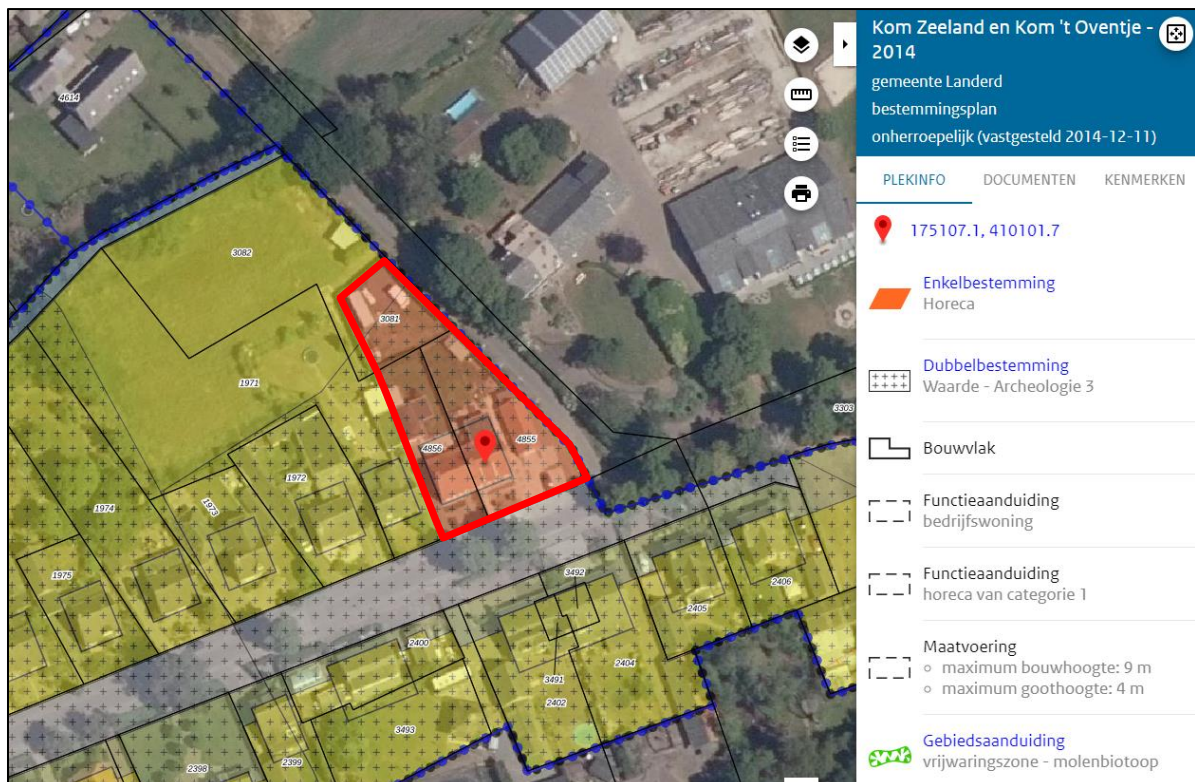 Kom Zeeland en Kom 't Oventje -
2014
gemeente Landerd
bestemmingsplan
onherroepelijk (vastgesteld 2014-12-11)
PLEKINFO DOCUMENTEN KENMERKEN
175107.1, 410101.7
Enkelbestemming
Horeca
Dubbelbestemming
Waarde - Archeologie 3
Bouwvlak
Functieaanduiding
bedrijfswoning
Functieaanduiding
horeca van categorie 1
Maatvoering
maximum bouwhoogte: 9 m
maximum goothoogte: 4 m
Gebiedsaanduiding
vrijwaringszone - molenbiotoop
4614
3082
3081
1971
3303
4855
4856
1972
1974
1973
1975
3492
2406
2405
2400
2404
3491
2402
3493
2399
2398